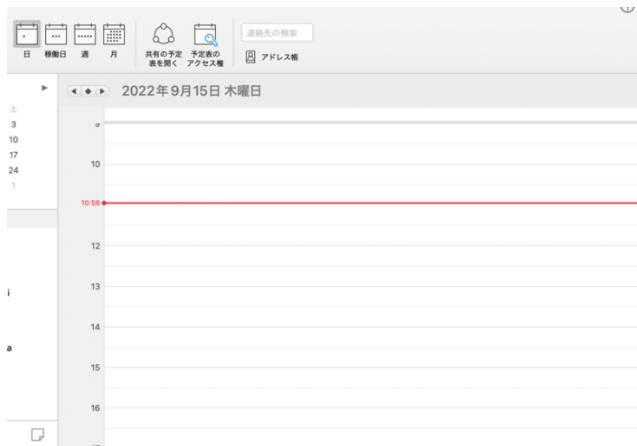 日 稼働日 週 月
共有の予定表を開く
予定表のアクセス権
連絡先の検索
アドレス帳
2022年9月15日 木曜日
土
3
10
17
24
1
i
a
10
10:56
12
13
14
15
16